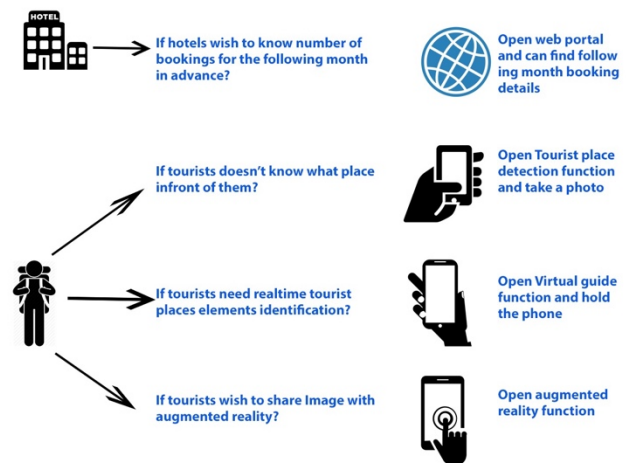 HOTEL
If hotels wish to know number of
bookings for the following month
in advance?
Open web portal
and can find follow
ing month booking
details
If tourists doesn't know what place
infront of them?
Open Tourist place
detection function
and take a photo
If tourists need realtime tourist
places elements identification?
Open Virtual guide
function and hold
the phone
If tourists wish to share Image with
augmented reality?
Open augmented
reality function